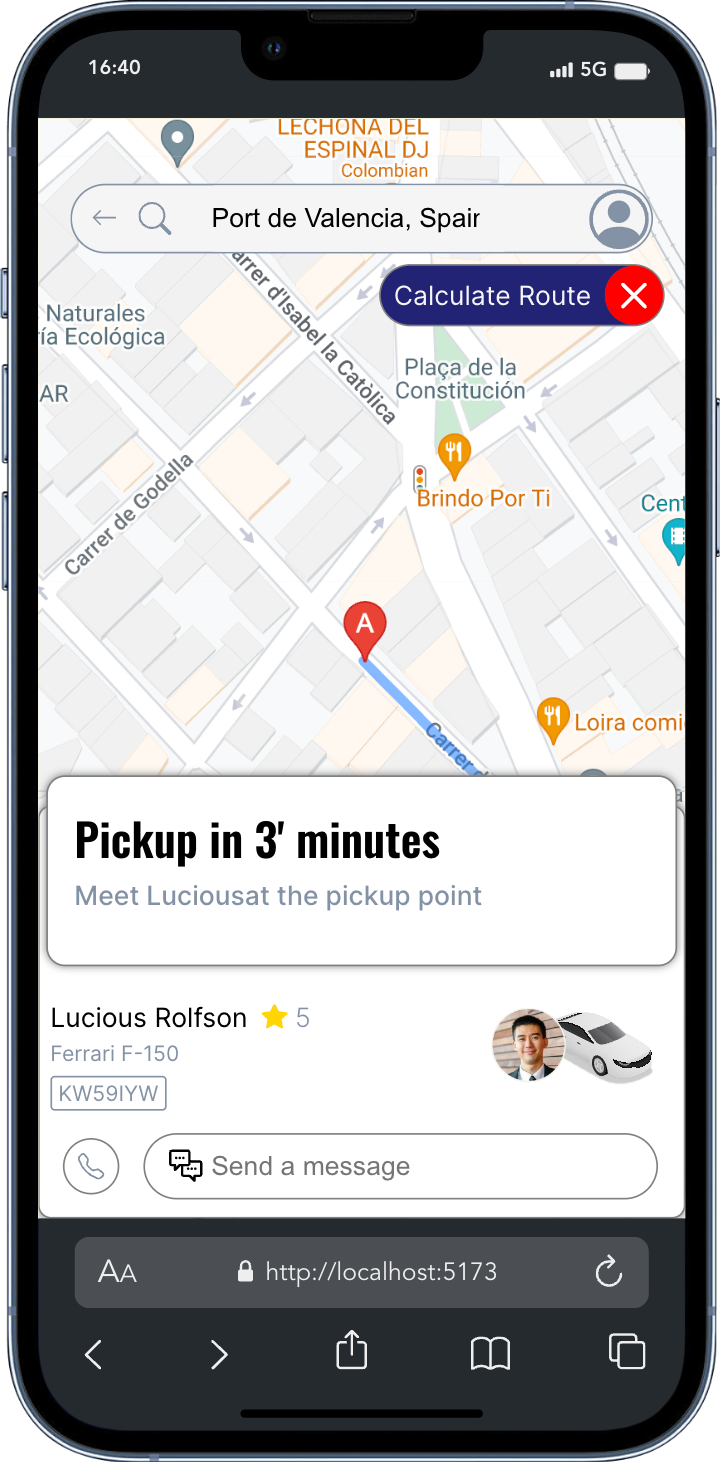 16:40
5G
LECHONA DEL
ESPINAL DJ
Colombian
Port de Valencia, Spain
Calculate Route
Carrer d'Isabel la Catòlica
Naturales
ía Ecológica
Plaça de la
Constitución
AR
Brindo Por Ti
Cent
Carrer de Godella
A
Loira comi
Carrer d
Pickup in 3' minutes
Meet Luciousat the pickup point
Lucious Rolfson 5
Ferrari F-150
KW59IYW
Send a message
AA http://localhost:5173